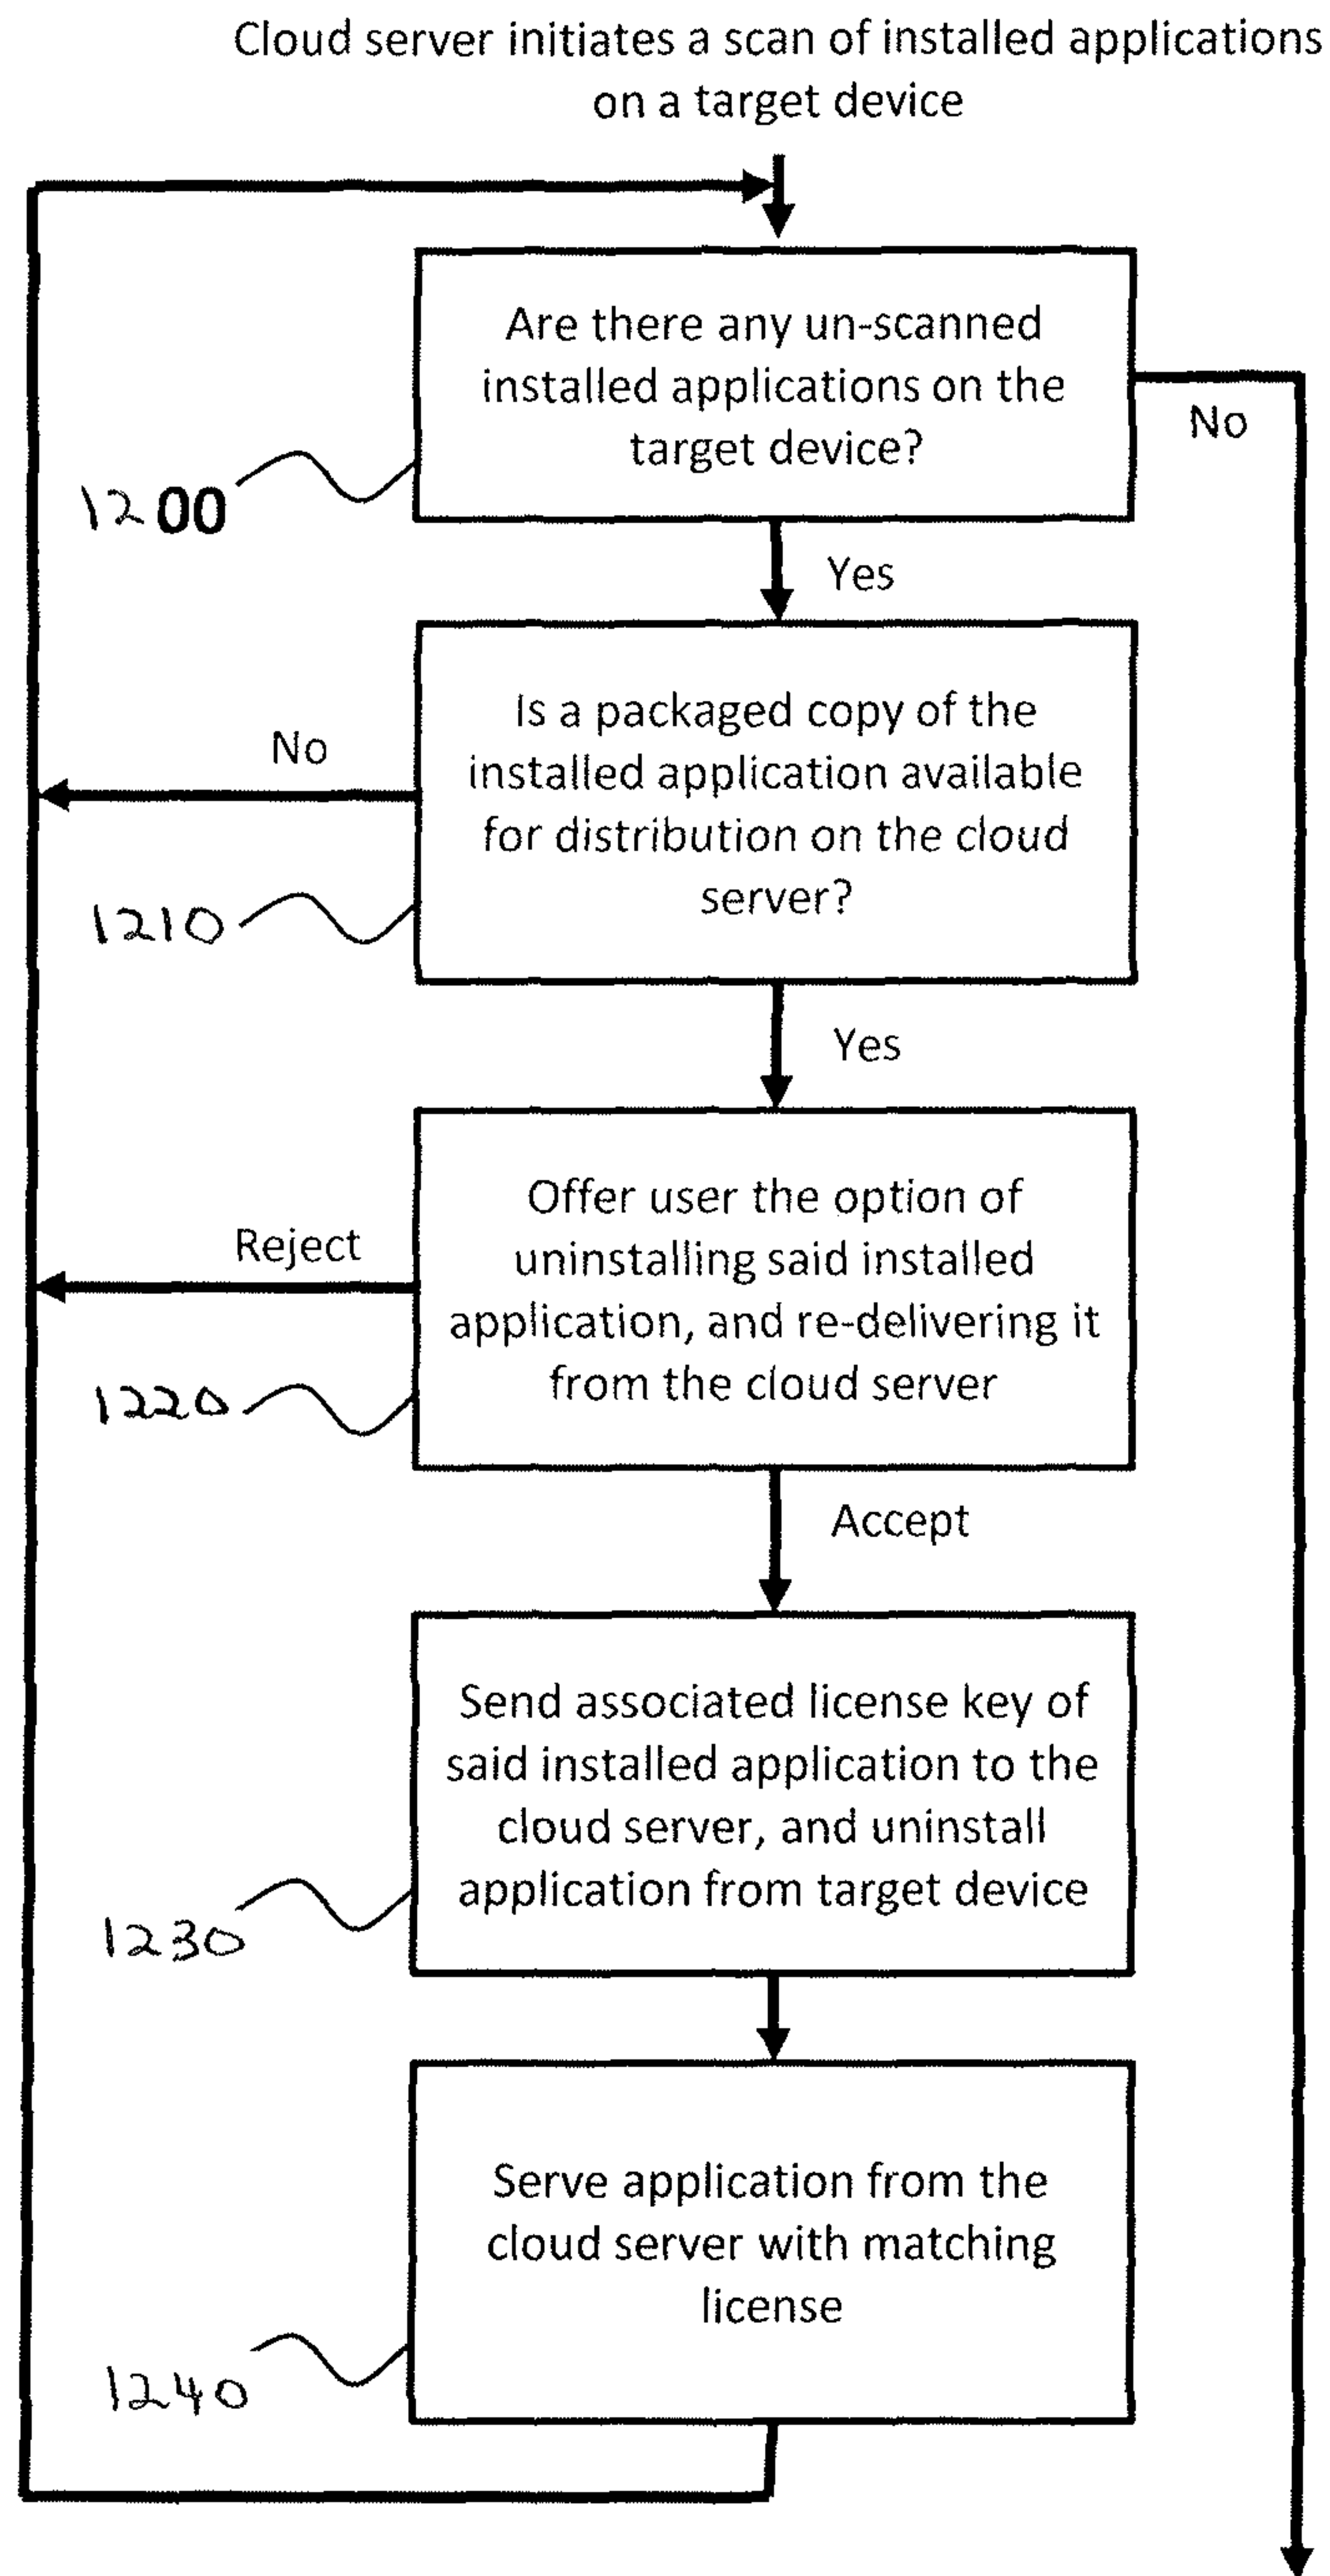 Cloud server initiates a scan of installed applications
on a target device
Are there any un-scanned
installed applications on the
target device?
No
1200
Yes
Is a packaged copy of the
installed application available
for distribution on the cloud
server?
No
1210
Yes
Offer user the option of
uninstalling said installed
application, and re-delivering it
from the cloud server
Reject
1220
Accept
Send associated license key of
said installed application to the
cloud server, and uninstall
application from target device
1230
Serve application from the
cloud server with matching
license
1240